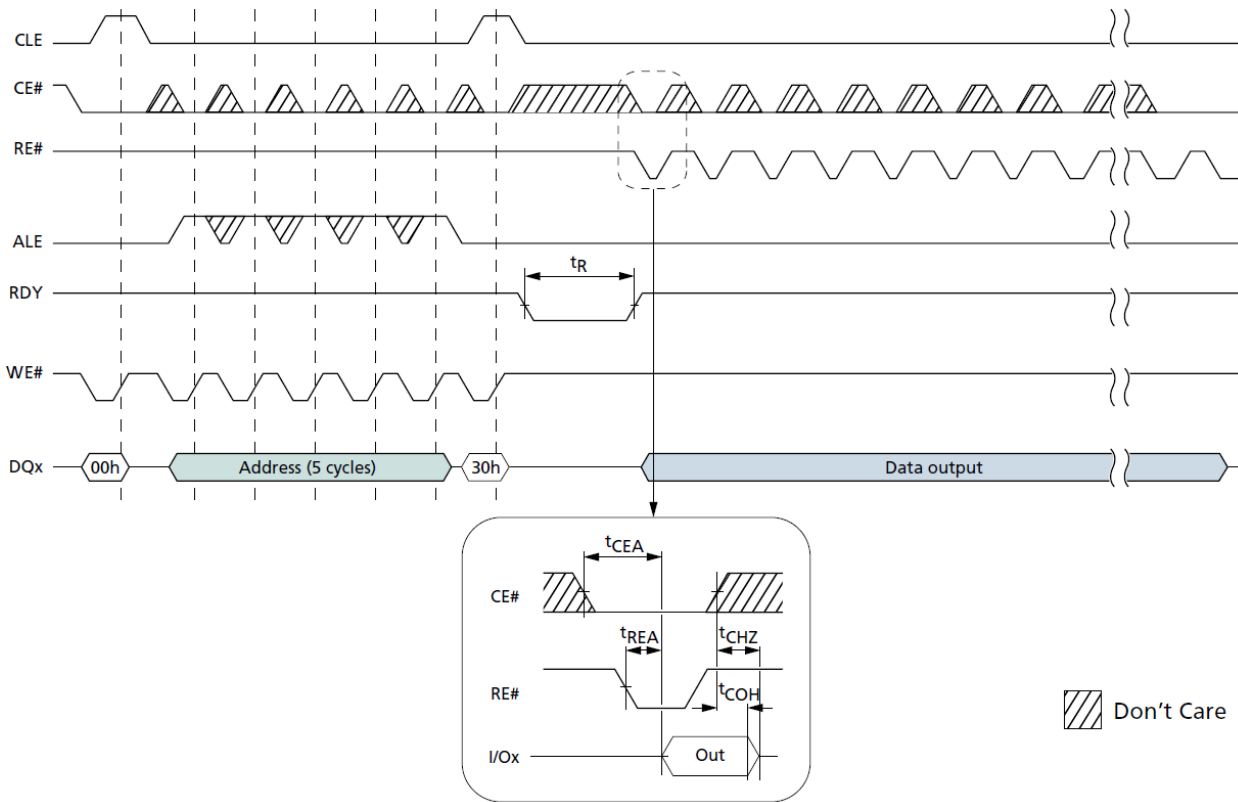 CLE
CE#
RE#
ALE
tR
RDY
WE#
DQx
00h
Address (5 cycles)
30h
Data output
tCEA
CE#
tREA
tCHZ
tCOH
RE#
I/Ox
Out
Don't Care